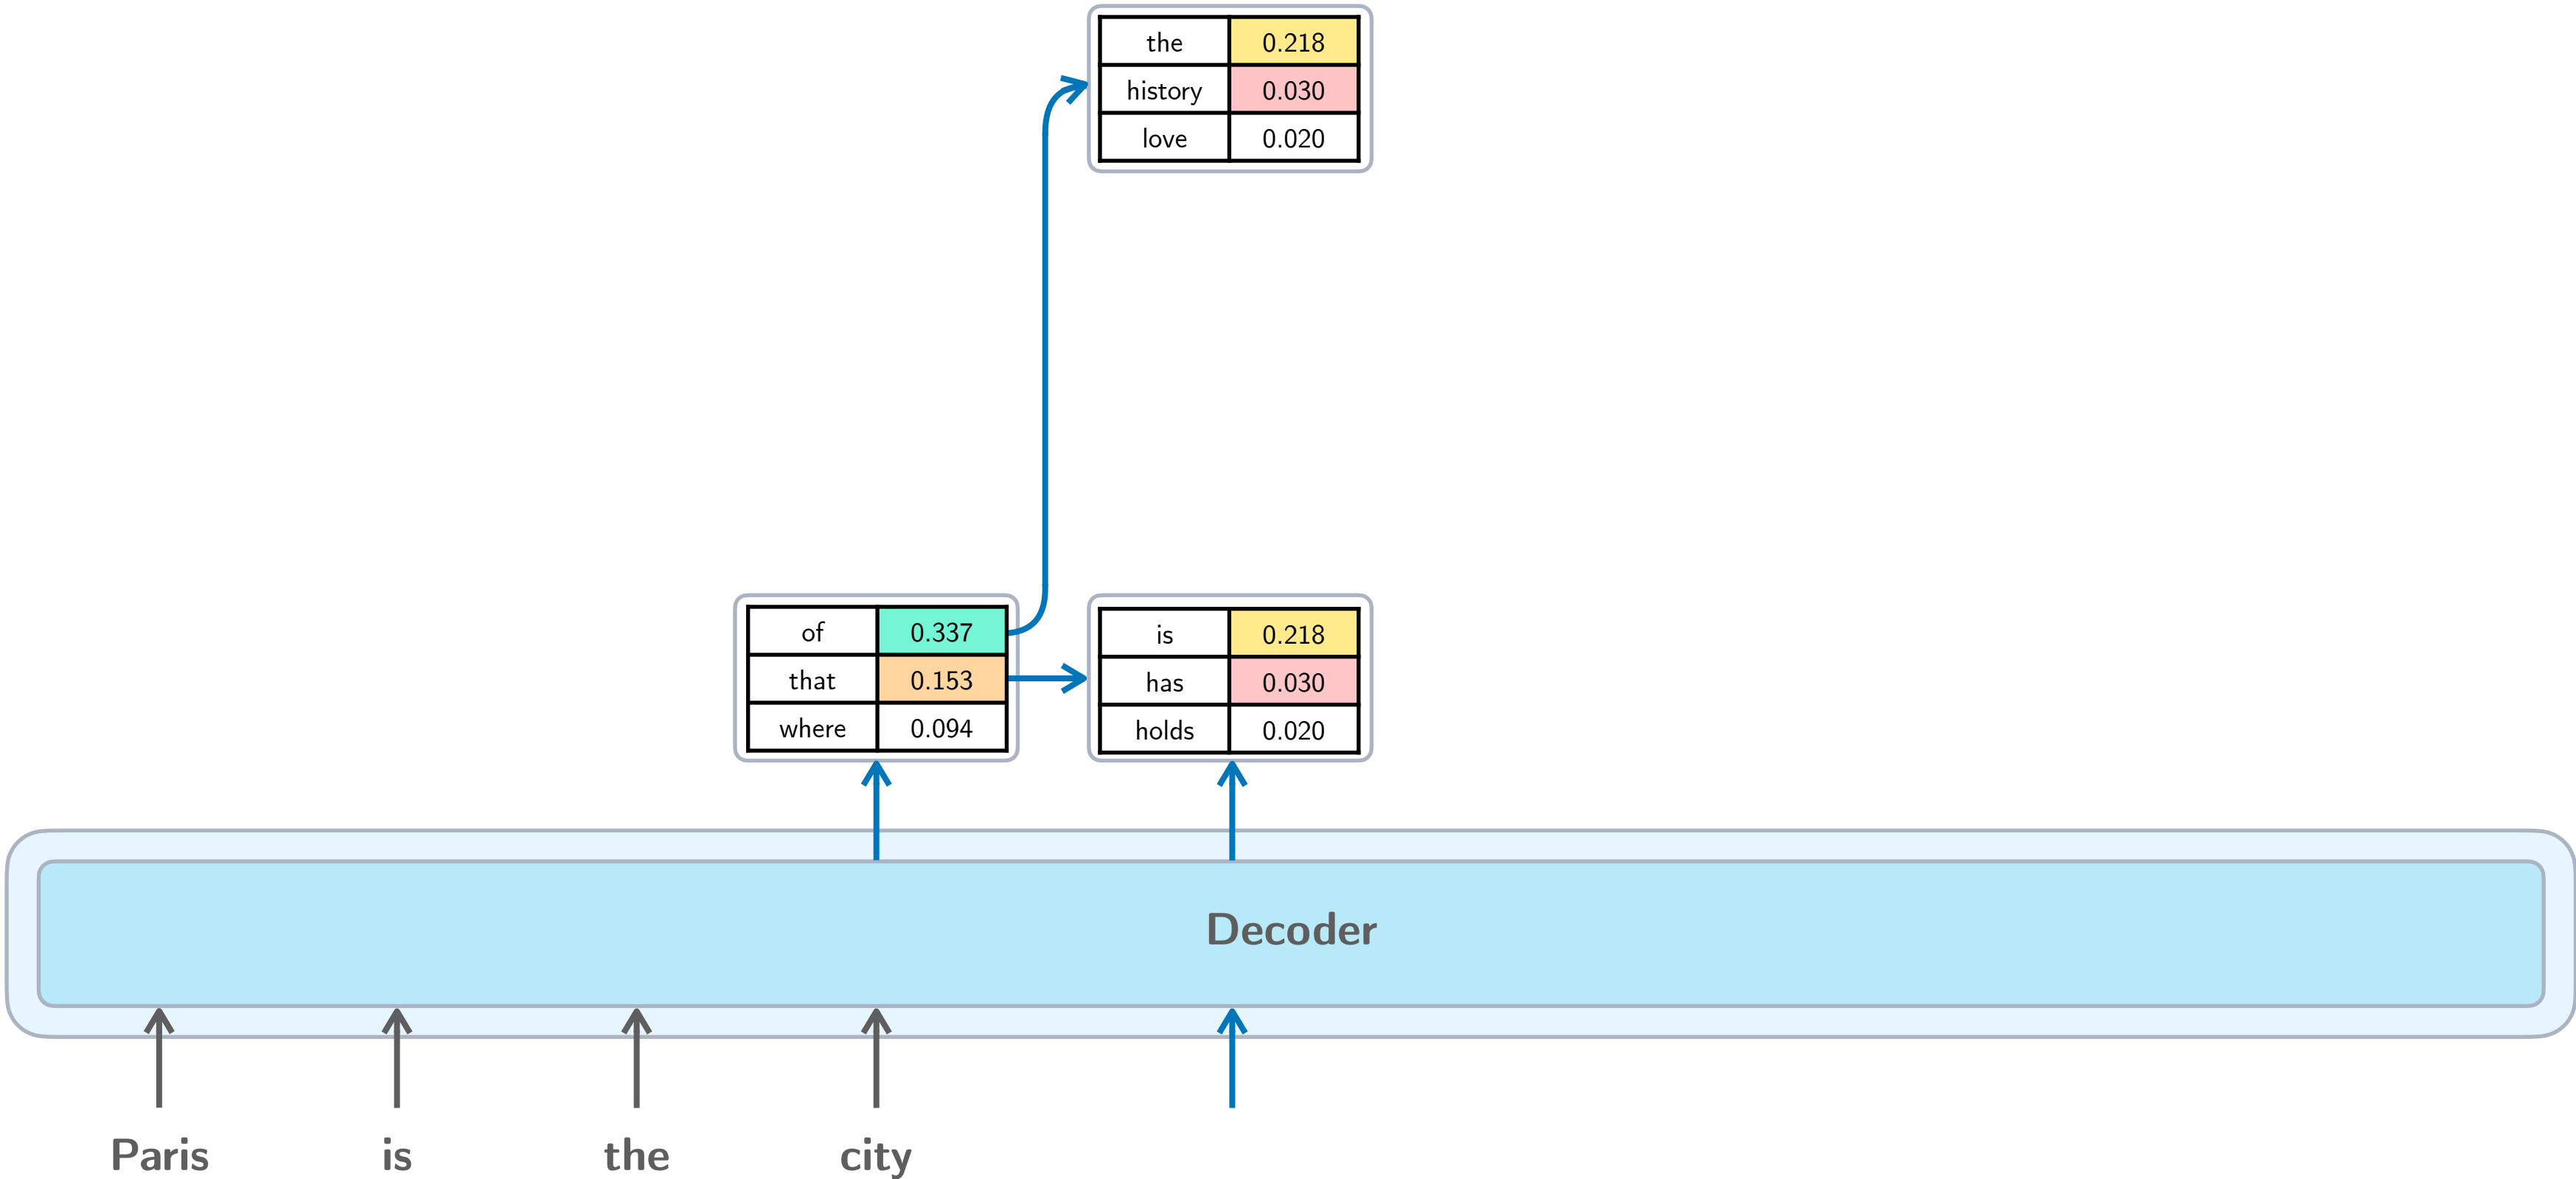 the 0.218
history 0.030
love 0.020
of 0.337
that 0.153
where 0.094
is 0.218
has 0.030
holds 0.020
Decoder
Paris is the city